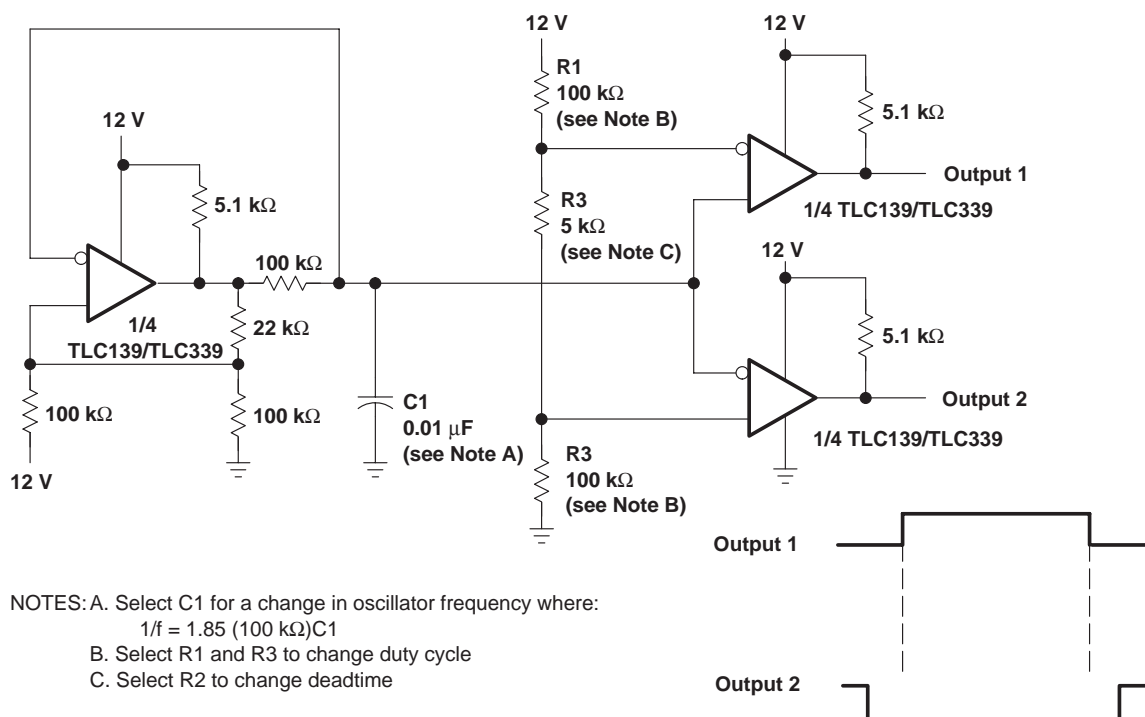 12 V
5.1 kΩ
100 kΩ
1/4
TLC139/TLC339
22 kΩ
100 kΩ
100 kΩ
12 V
C1
0.01 μF
(see Note A)
12 V
R1
100 kΩ
(see Note B)
R3
5 kΩ
(see Note C)
R3
100 kΩ
(see Note B)
12 V
5.1 kΩ
Output 1
1/4 TLC139/TLC339
12 V
5.1 kΩ
Output 2
1/4 TLC139/TLC339
Output 1
Output 2
NOTES: A. Select C1 for a change in oscillator frequency where:
1/f = 1.85 (100 kΩ)C1
B. Select R1 and R3 to change duty cycle
C. Select R2 to change deadtime